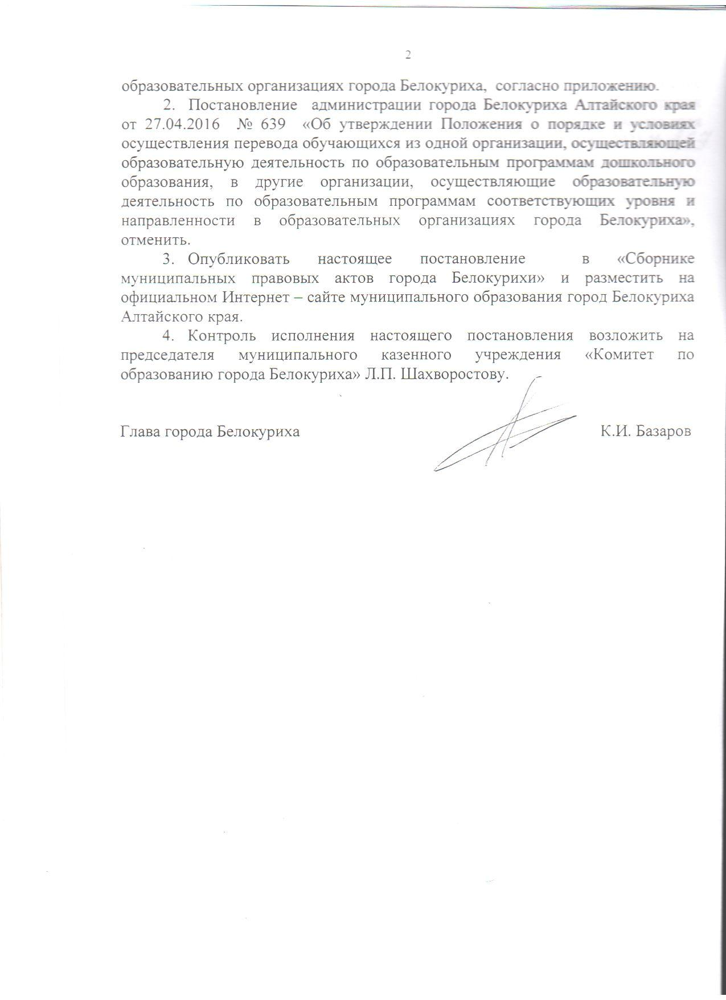 2
образовательных организациях города Белокуриха, согласно приложению.
2. Постановление администрации города Белокуриха Алтайского края
от 27.04.2016 № 639 «Об утверждении Положения о порядке и условиях
осуществления перевода обучающихся из одной организации, осуществляющей
образовательную деятельность по образовательным программам дошкольного
образования, в другие организации, осуществляющие образовательную
деятельность по образовательным программам соответствующих уровня и
направленности в образовательных организациях города Белокуриха»,
отменить.
3. Опубликовать настоящее постановление в «Сборнике
муниципальных правовых актов города Белокурихи» и разместить на
официальном Интернет – сайте муниципального образования город Белокуриха
Алтайского края.
4. Контроль исполнения настоящего постановления возложить на
председателя муниципального казенного учреждения «Комитет по
образованию города Белокуриха» Л.П. Шахворостову.
Глава города Белокуриха К.И. Базаров